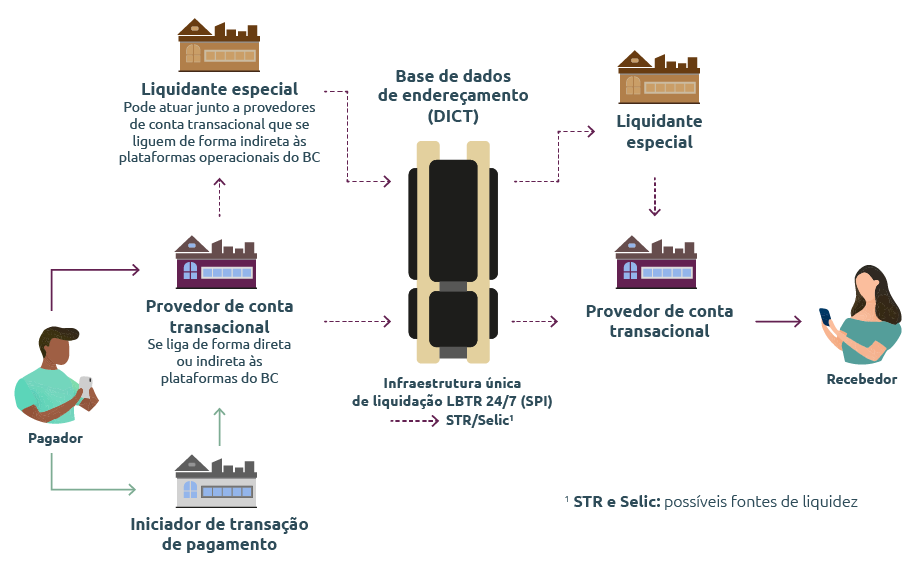 Liquidante especial
Pode atuar junto a provedores
de conta transacional que se
liguem de forma indireta às
plataformas operacionais do BC
Base de dados
de endereçamento
(DICT)
Liquidante
especial
Provedor de conta
transacional
Se liga de forma direta
ou indireta às
plataformas do BC
Provedor de conta
transacional
Pagador
Recebedor
Infraestrutura única
de liquidação LBTR 24/7 (SPI)
STR/Selic¹
Iniciador de transação
de pagamento
¹ STR e Selic: possíveis fontes de liquidez